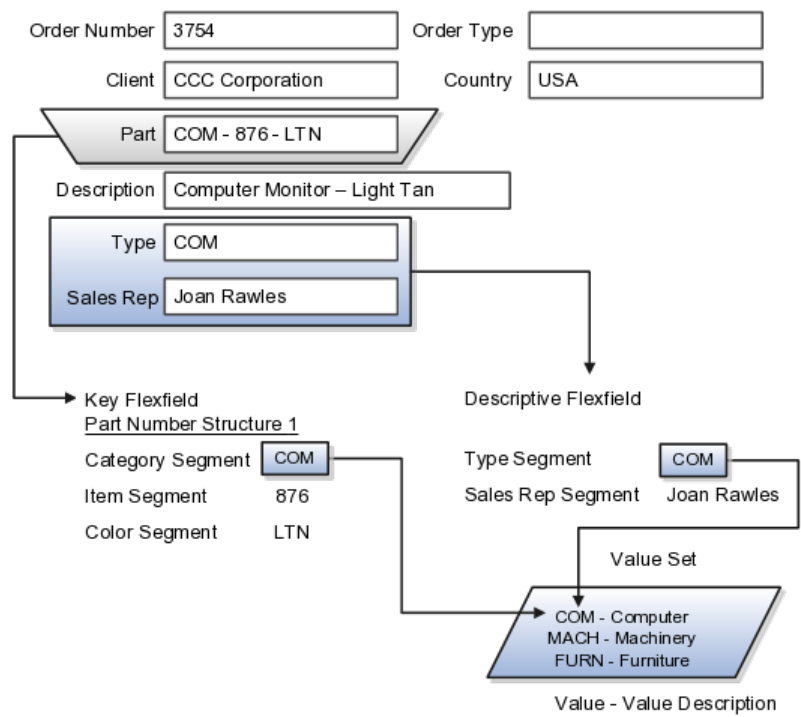 Order Number 3754 Order Type
Client CCC Corporation Country USA
Part COM - 876 - LTN
Description Computer Monitor – Light Tan
Type COM
Sales Rep Joan Rawles
Key Flexfield
Part Number Structure 1
Category Segment COM
Item Segment 876
Color Segment LTN
Descriptive Flexfield
Type Segment COM
Sales Rep Segment Joan Rawles
Value Set
COM - Computer
MACH - Machinery
FURN - Furniture
Value - Value Description